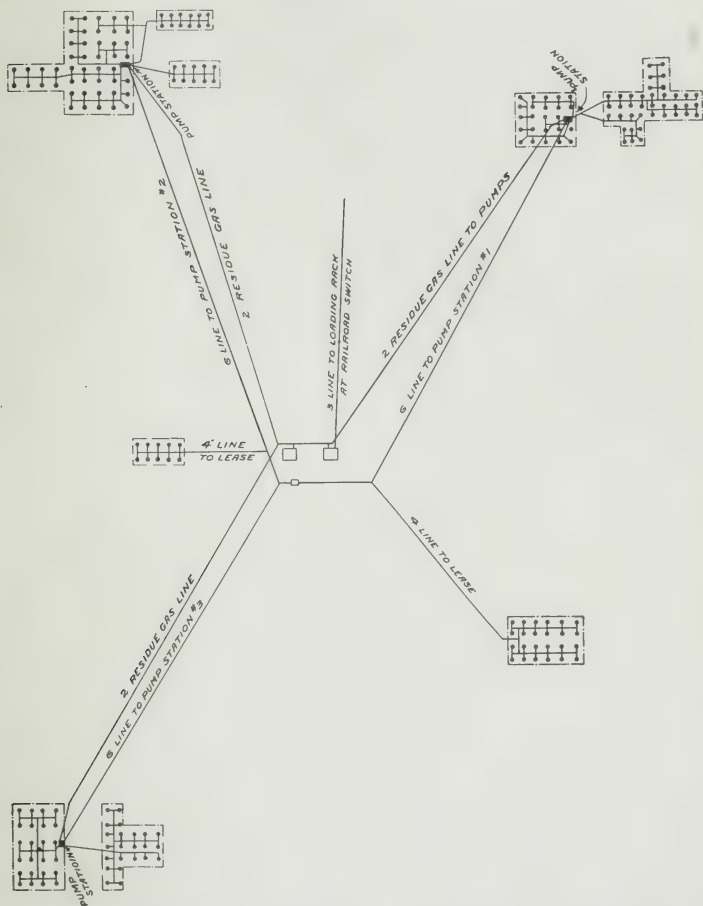 PUMP STATION
PUMP
STATION
6 LINE TO PUMP STATION #2
2 RESIDUE GAS LINE
3 LINE TO LOADING RACK
AT RAILROAD SWITCH
2 RESIDUE GAS LINE TO PUMPS
6 LINE TO PUMP STATION #1
4" LINE
TO LEASE
4 LINE TO LEASE
2 RESIDUE GAS LINE
6 LINE TO PUMP STATION #3
PUMP
STATION